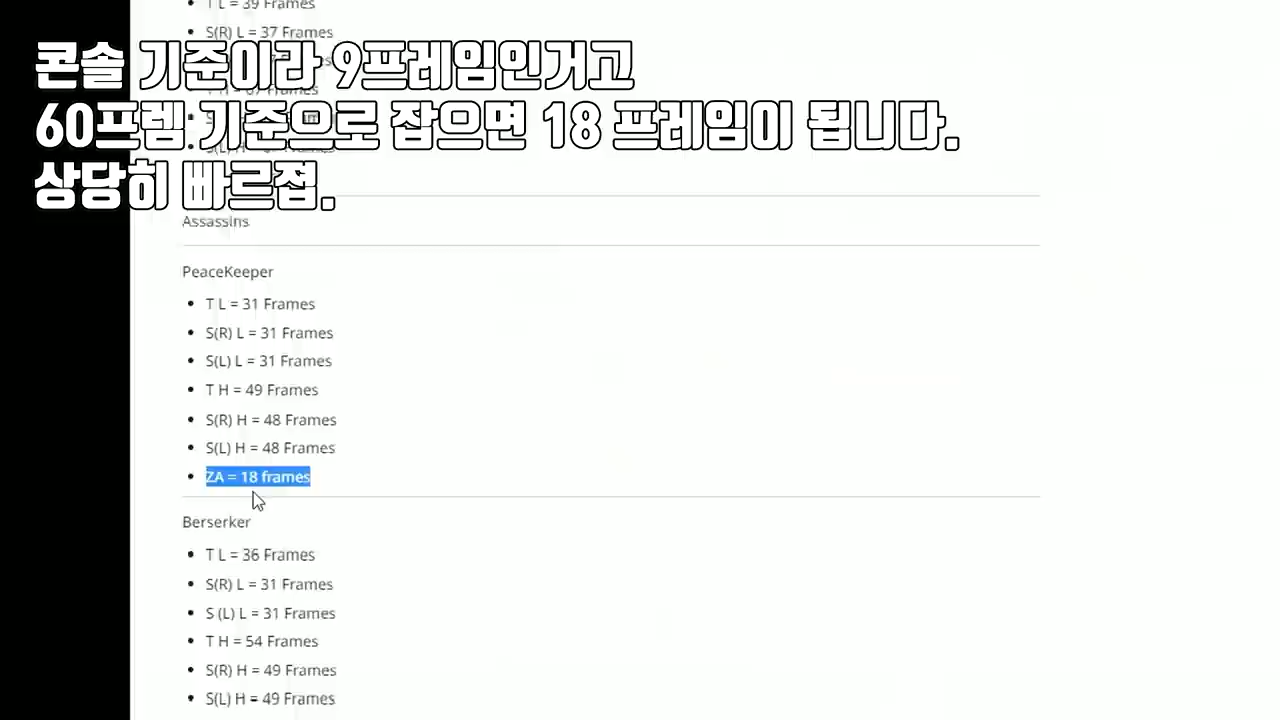 T L = 39 Frames
S(R) L = 37 Frames
콘솔 기준이라 9프레임인거고
60프렘 기준으로 잡으면 18 프레임이 됩니다.
상당히 빠르졉.
Assassins
PeaceKeeper
T L = 31 Frames
S(R) L = 31 Frames
S(L) L = 31 Frames
T H = 49 Frames
S(R) H = 48 Frames
S(L) H = 48 Frames
ZA = 18 frames
Berserker
T L = 36 Frames
S(R) L = 31 Frames
S (L) L = 31 Frames
T H = 54 Frames
S(R) H = 49 Frames
S(L) H = 49 Frames